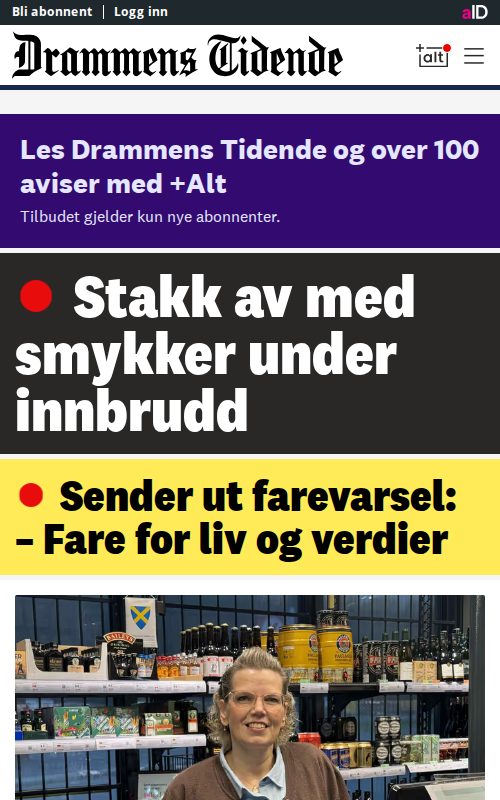 Bli abonnent
Logg inn
aID
Drammens Tidende
+alt
Les Drammens Tidende og over 100
aviser med +Alt
Tilbudet gjelder kun nye abonnenter.
Stakk av med
smykker under
innbrudd
Sender ut farevarsel:
– Fare for liv og verdier
BAILEYS